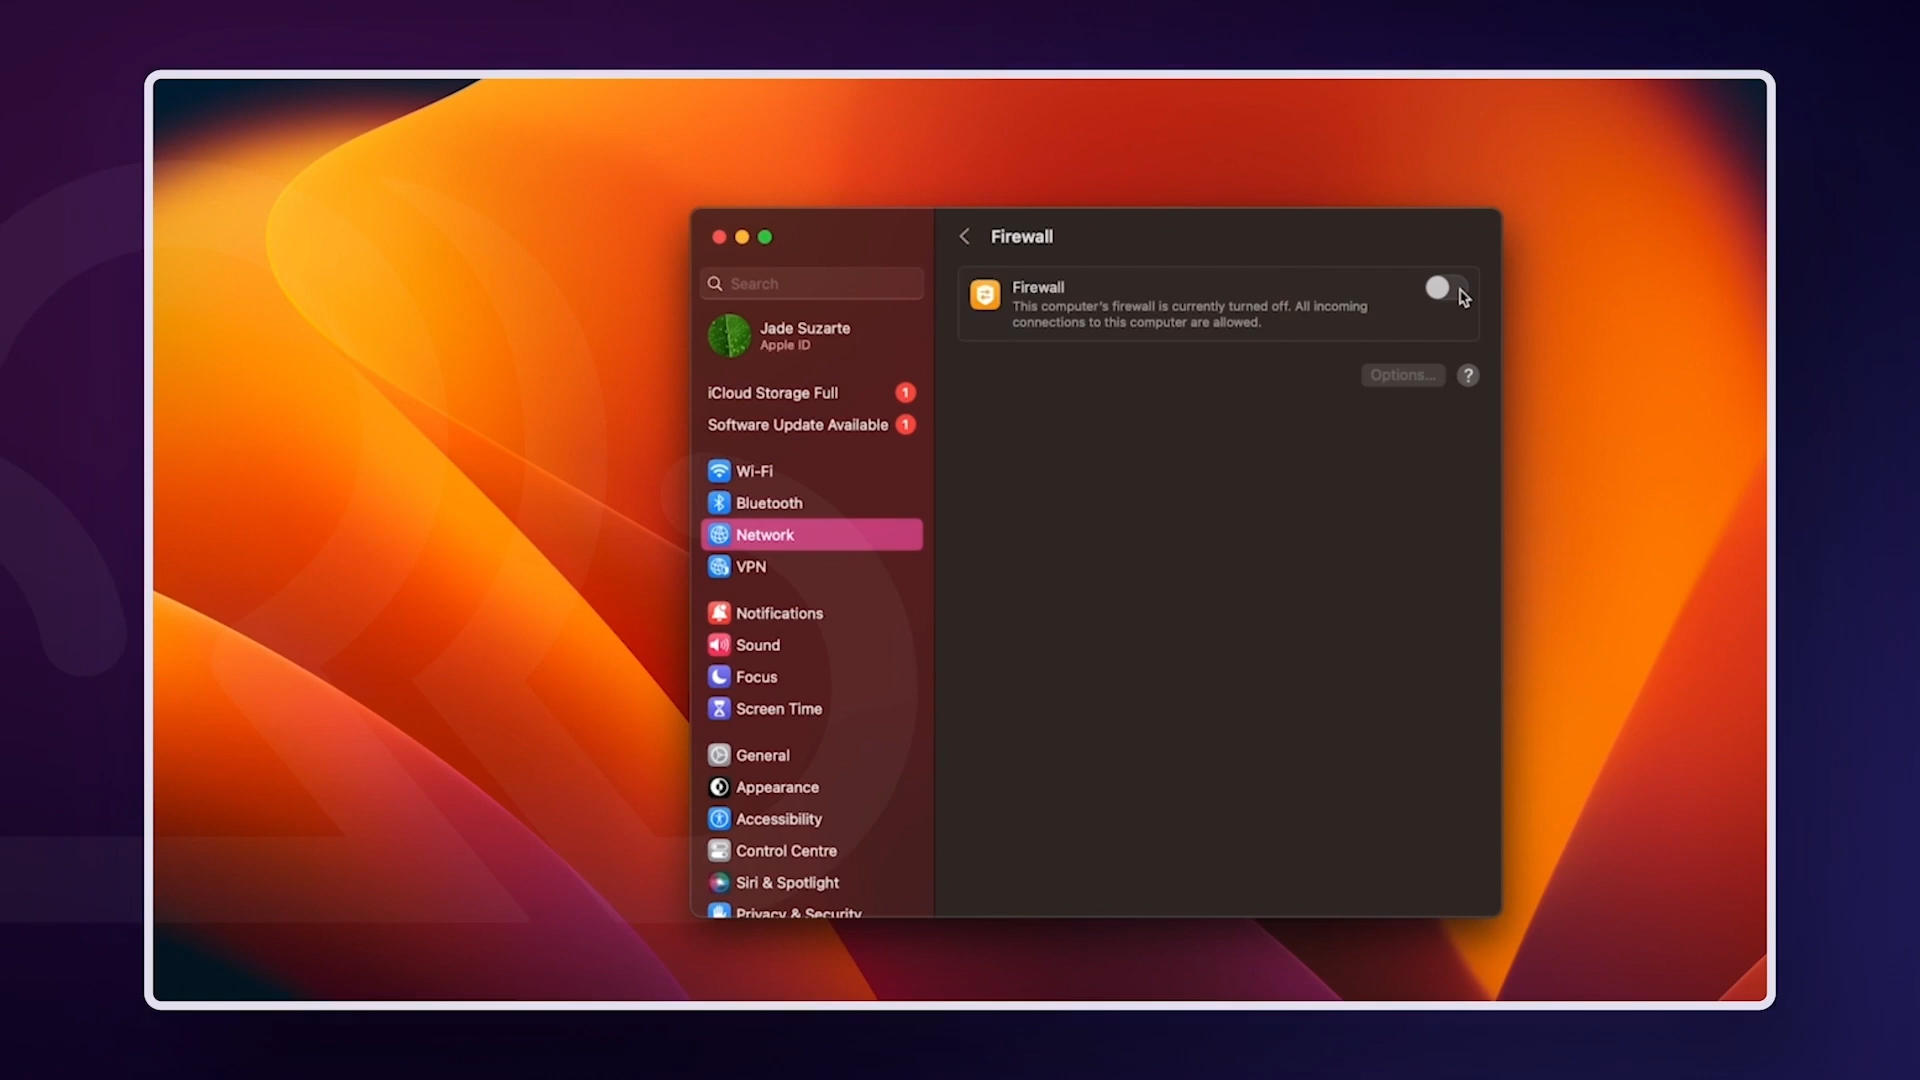 Firewall
Search
Firewall
This computer's firewall is currently turned off. All incoming
connections to this computer are allowed.
Options...
?
Jade Suzarte
Apple ID
iCloud Storage Full 1
Software Update Available 1
Wi-Fi
Bluetooth
Network
VPN
Notifications
Sound
Focus
Screen Time
General
Appearance
Accessibility
Control Centre
Siri & Spotlight
Privacy & Security